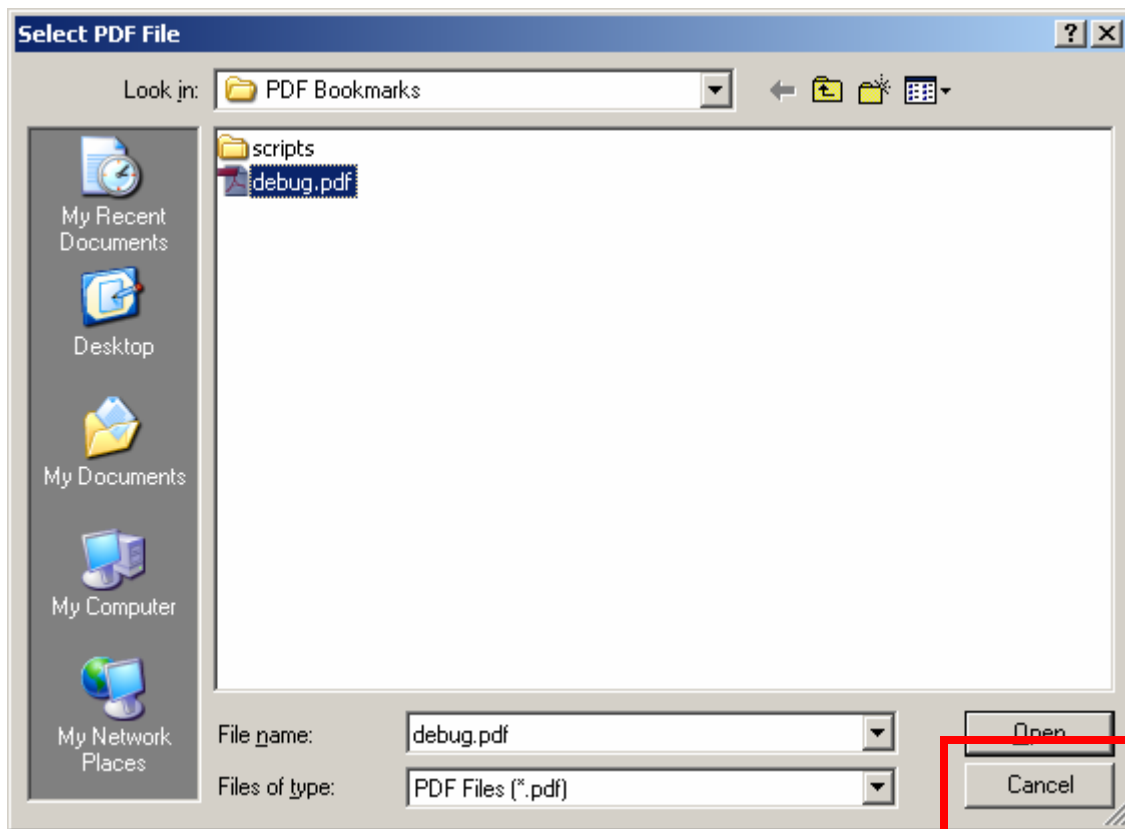 Select PDF File
Look in: PDF Bookmarks
scripts
debug.pdf
My Recent
Documents
Desktop
My Documents
My Computer
My Network
Places
File name: debug.pdf Open
Files of type: PDF Files (*.pdf) Cancel